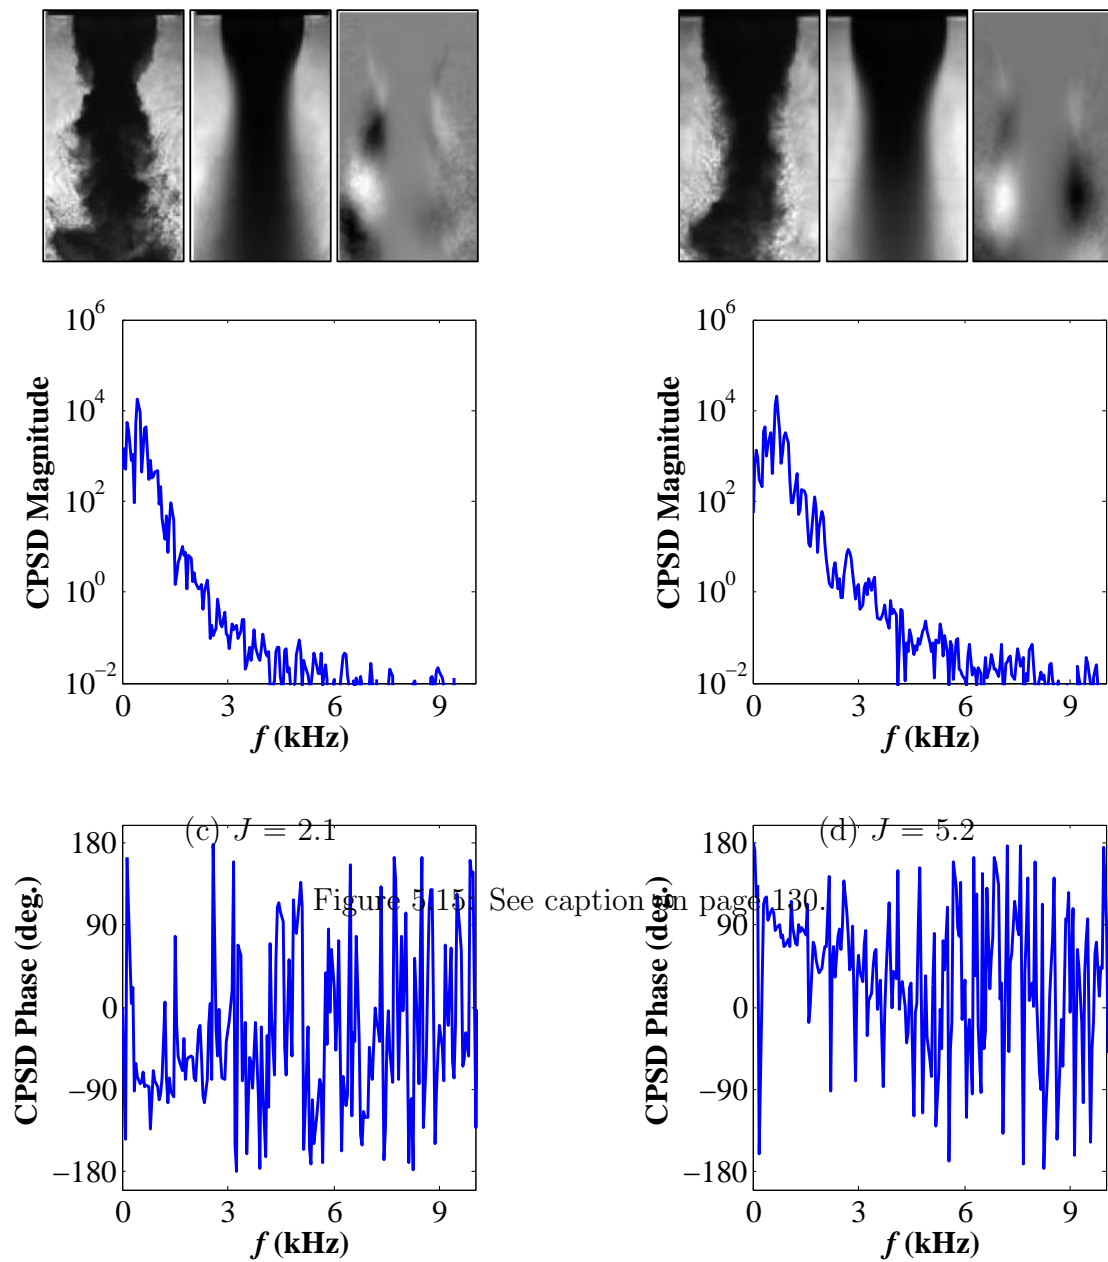 10^6
10^4
10^2
10^0
10^−2
CPSD Magnitude
0 3 6 9
f (kHz)
10^6
10^4
10^2
10^0
10^−2
CPSD Magnitude
0 3 6 9
f (kHz)
(c) J = 2.1
(d) J = 5.2
180
90
0
−90
−180
CPSD Phase (deg.)
0 3 6 9
f (kHz)
180
90
0
−90
−180
CPSD Phase (deg.)
0 3 6 9
f (kHz)
Figure 5.15: See caption on page 130.